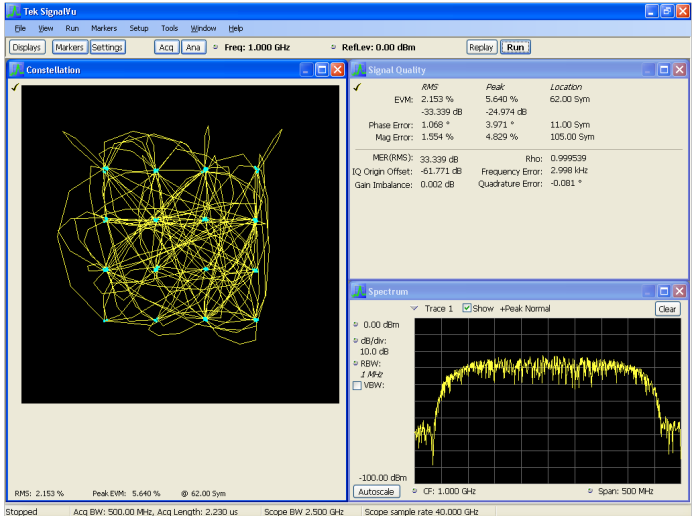 Tek SignalVu
File View Run Markers Setup Tools Window Help
Displays Markers Settings Acq Ana Freq: 1.000 GHz RefLev: 0.00 dBm Replay Run
Constellation
RMS: 2.153 % Peak EVM: 5.640 % @ 62.00 Sym
Signal Quality
RMS Peak Location
EVM: 2.153 % 5.640 % 62.00 Sym
-33.339 dB -24.974 dB
Phase Error: 1.068 ° 3.971 ° 11.00 Sym
Mag Error: 1.554 % 4.829 % 105.00 Sym
MER(RMS): 33.339 dB Rho: 0.999539
IQ Origin Offset: -61.771 dB Frequency Error: 2.998 kHz
Gain Imbalance: 0.002 dB Quadrature Error: -0.081 °
Spectrum
Trace 1 Show +Peak Normal Clear
0.00 dBm
dB/div:
10.0 dB
RBW:
1 MHz
VBW:
-100.00 dBm
Autoscale CF: 1.000 GHz Span: 500 MHz
Stopped Acq BW: 500.00 MHz, Acq Length: 2.230 us Scope BW 2.500 GHz Scope sample rate 40.000 GHz